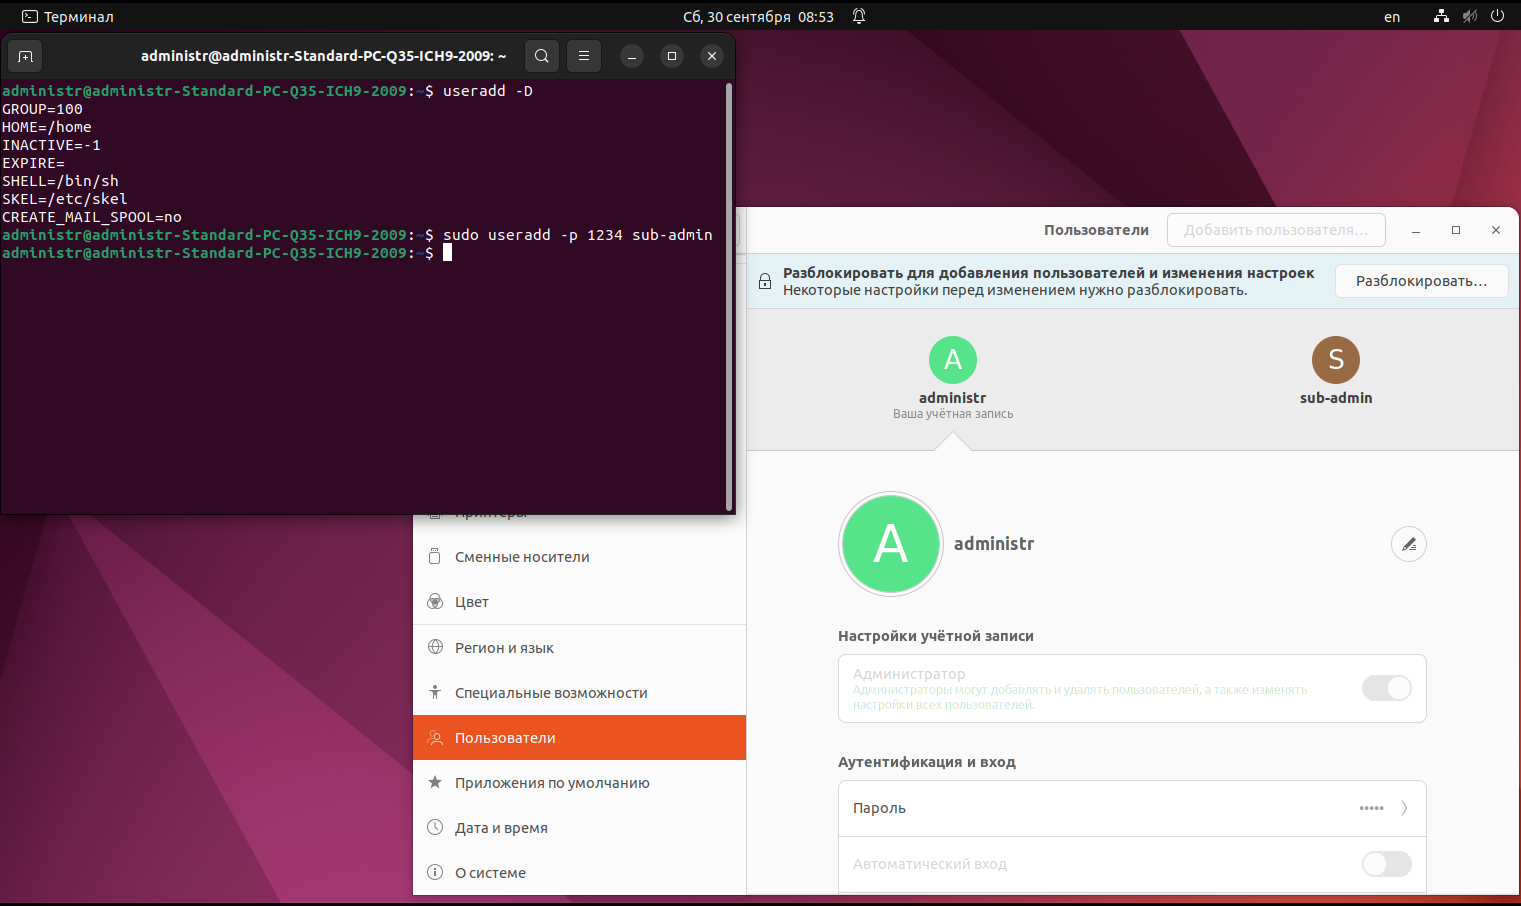 Терминал
Сб, 30 сентября 08:53
en
administr@administr-Standard-PC-Q35-ICH9-2009: ~
administr@administr-Standard-PC-Q35-ICH9-2009:~$ useradd -D
GROUP=100
HOME=/home
INACTIVE=-1
EXPIRE=
SHELL=/bin/sh
SKEL=/etc/skel
CREATE_MAIL_SPOOL=no
administr@administr-Standard-PC-Q35-ICH9-2009:~$ sudo useradd -p 1234 sub-admin
administr@administr-Standard-PC-Q35-ICH9-2009:~$
Пользователи
Добавить пользователя…
Разблокировать для добавления пользователей и изменения настроек
Некоторые настройки перед изменением нужно разблокировать.
Разблокировать…
A
administr
Ваша учётная запись
S
sub-admin
Принтеры
Сменные носители
Цвет
Регион и язык
Специальные возможности
Пользователи
Приложения по умолчанию
Дата и время
О системе
A
administr
Настройки учётной записи
Администратор
Администраторы могут добавлять и удалять пользователей, а также изменять
настройки всех пользователей.
Аутентификация и вход
Пароль
•••••
Автоматический вход